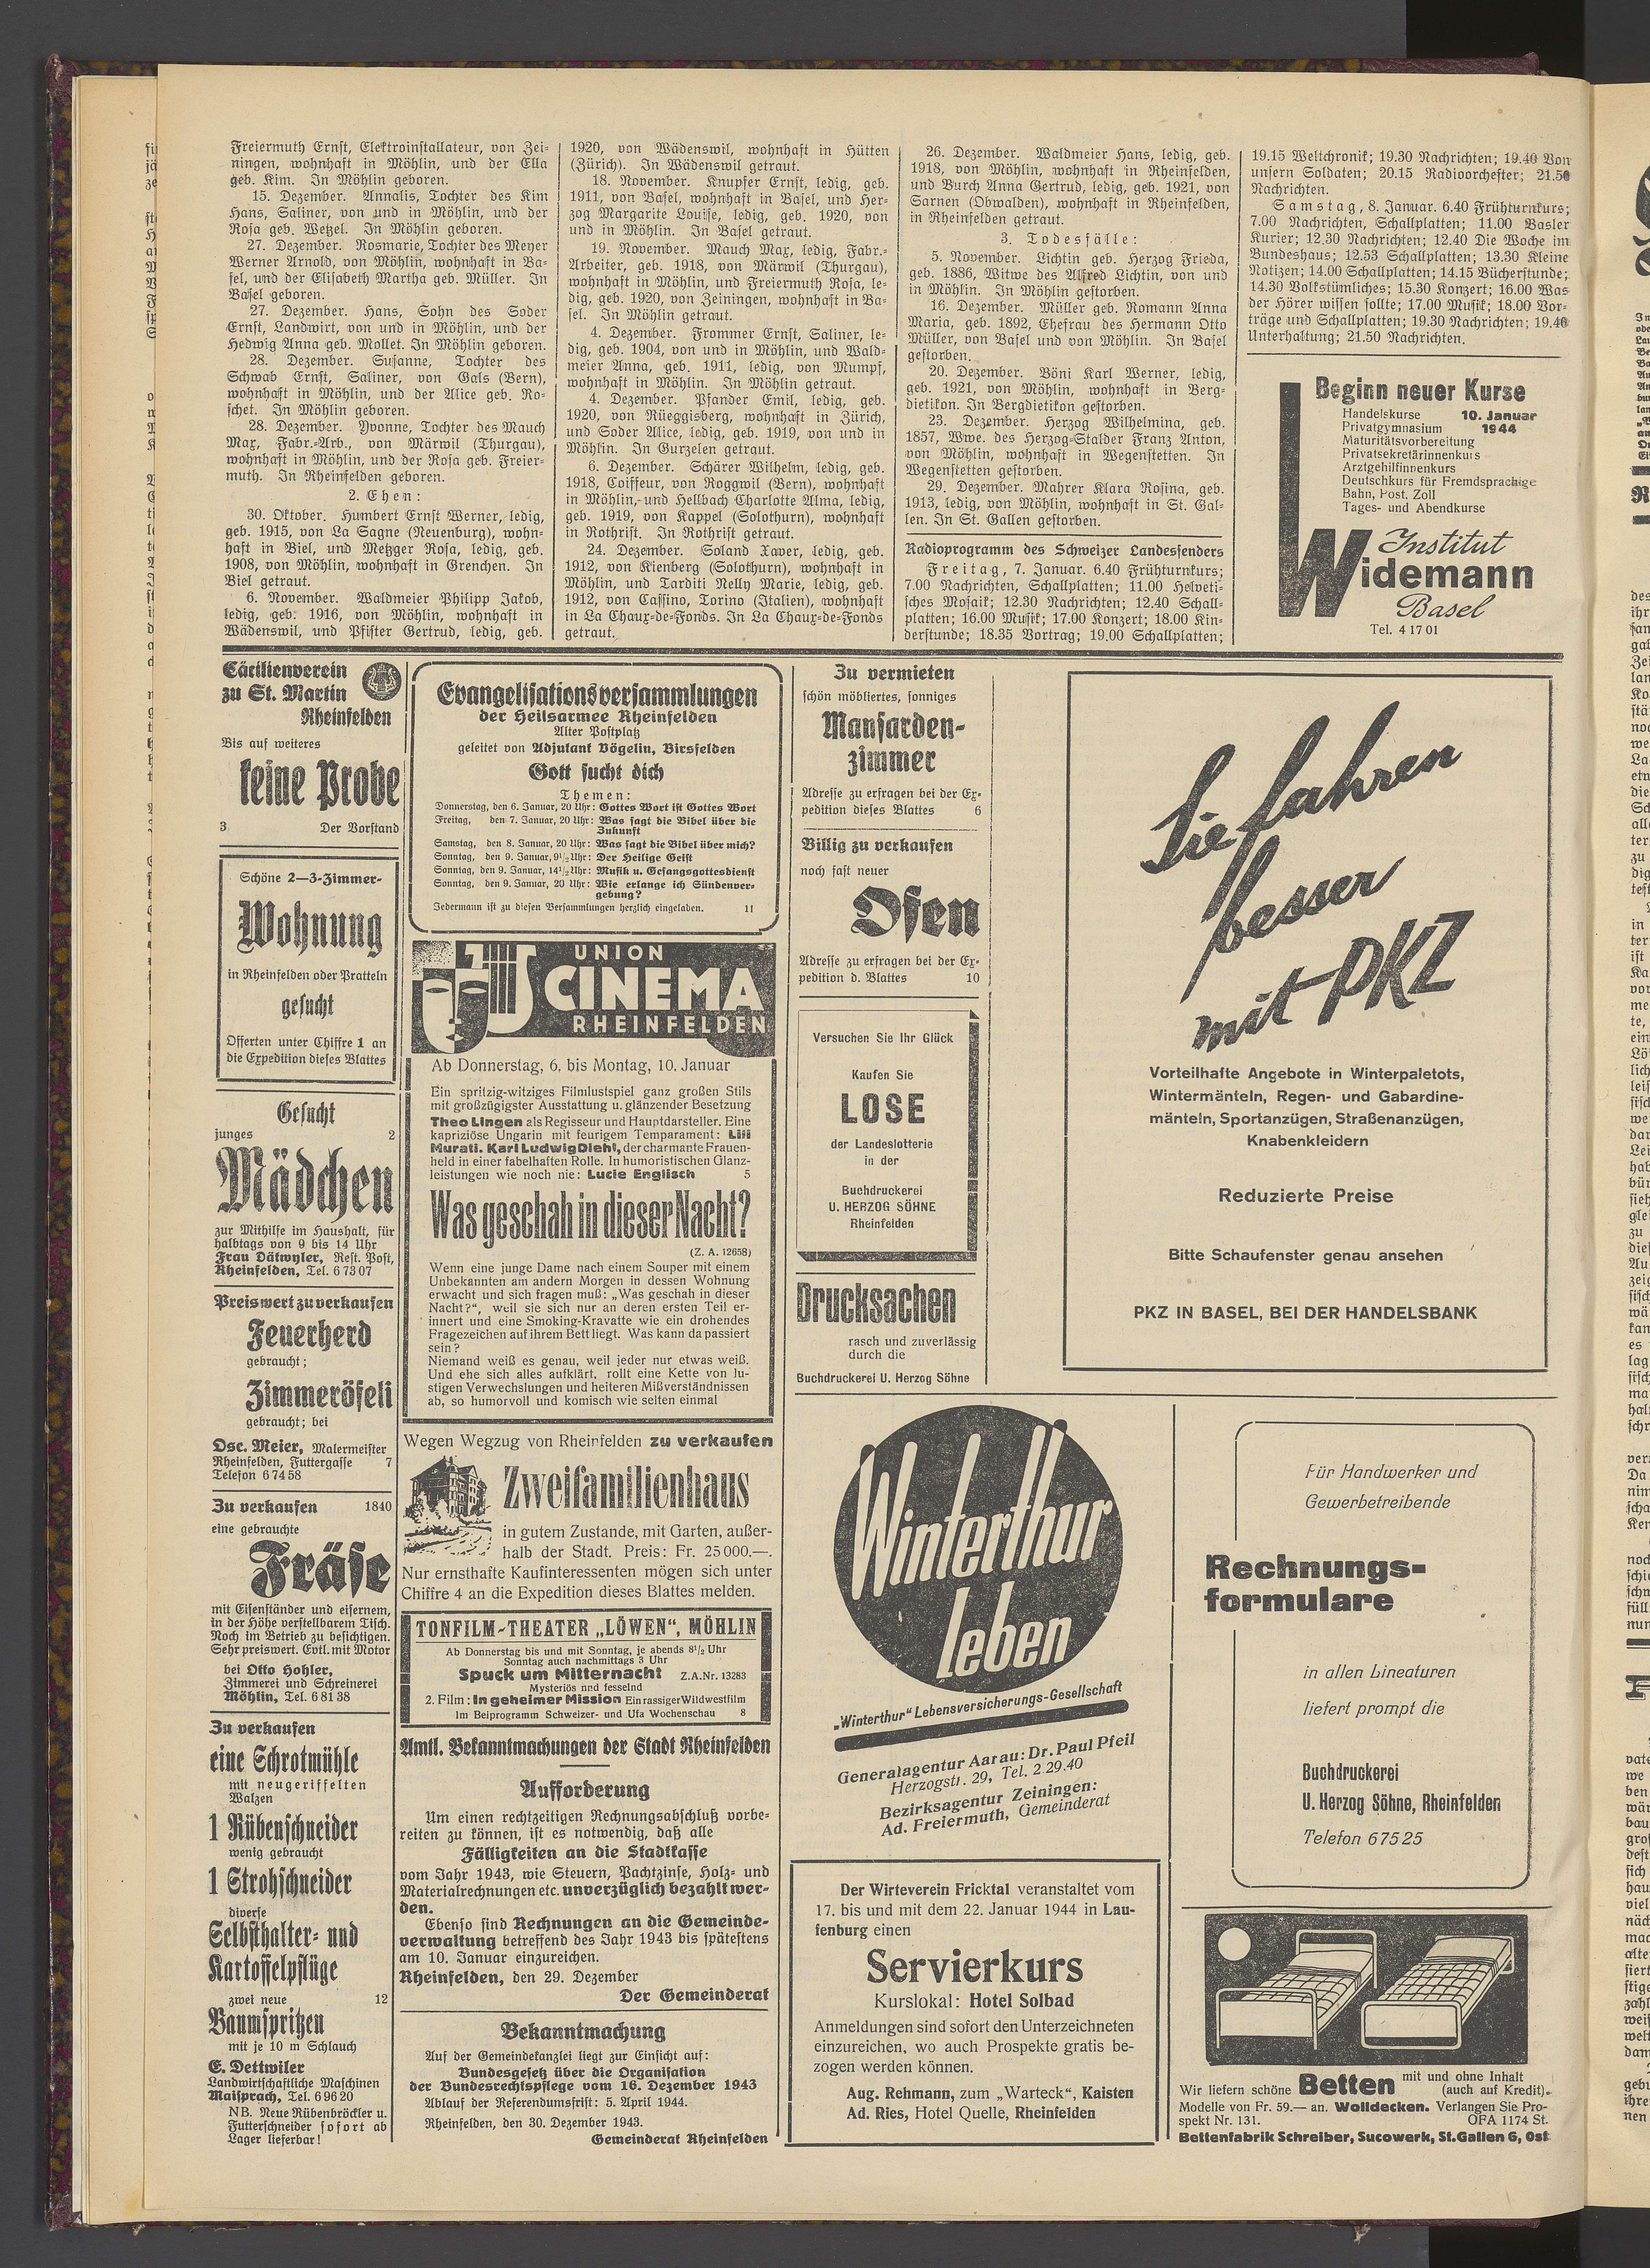 Freiermuth Ernst, Elektroinstallateur, von Zei-
ningen, wohnhaft in Möhlin, und der Ella
geb. Kim. In Möhlin geboren.
15. Dezember. Annalis, Tochter des Kim
Hans, Saliner, von und in Möhlin, und der
Rosa geb. Wetzel. In Möhlin geboren.
27. Dezember. Rosmarie, Tochter des Meyer
Werner Arnold, von Möhlin, wohnhaft in Ba-
sel, und der Elisabeth Martha geb. Müller. In
Basel geboren.
27. Dezember. Hans, Sohn des Soder
Ernst, Landwirt, von und in Möhlin, und der
Hedwig Anna geb. Mollet. In Möhlin geboren.
28. Dezember. Susanne, Tochter des
Schwab Ernst, Saliner, von Gals (Bern),
wohnhaft in Möhlin, und der Alice geb. Ro-
schet. In Möhlin geboren.
28. Dezember. Yvonne, Tochter des Mauch
Max, Fabr.-Arb., von Märwil (Thurgau),
wohnhaft in Möhlin, und der Rosa geb. Freier-
muth. In Rheinfelden geboren.
2. Ehen:
30. Oktober. Humbert Ernst Werner, ledig,
geb. 1915, von La Sagne (Neuenburg), wohn-
haft in Biel, und Metzger Rosa, ledig, geb.
1908, von Möhlin, wohnhaft in Grenchen. In
Biel getraut.
6. November. Waldmeier Philipp Jakob,
ledig, geb. 1916, von Möhlin, wohnhaft in
Wädenswil, und Pfister Gertrud, ledig, geb.
1920, von Wädenswil, wohnhaft in Hütten
(Zürich). In Wädenswil getraut.
18. November. Knupfer Ernst, ledig, geb.
1911, von Basel, wohnhaft in Basel, und Her-
zog Margarite Louise, ledig, geb. 1920, von
und in Möhlin. In Basel getraut.
19. November. Mauch Max, ledig, Fabr.-
Arbeiter, geb. 1918, von Märwil (Thurgau),
wohnhaft in Möhlin, und Freiermuth Rosa, le-
dig, geb. 1920, von Zeiningen, wohnhaft in Ba-
sel. In Möhlin getraut.
4. Dezember. Frommer Ernst, Saliner, le-
dig, geb. 1904, von und in Möhlin, und Wald-
meier Anna, geb. 1911, ledig, von Mumpf,
wohnhaft in Möhlin. In Möhlin getraut.
4. Dezember. Pfander Emil, ledig, geb.
1920, von Rüeggisberg, wohnhaft in Zürich,
und Soder Alice, ledig, geb. 1919, von und in
Möhlin. In Gurzelen getraut.
6. Dezember. Schärer Wilhelm, ledig, geb.
1918, Coiffeur, von Roggwil (Bern), wohnhaft
in Möhlin, und Hellbach Charlotte Alma, ledig,
geb. 1919, von Kappel (Solothurn), wohnhaft
in Rothrist. In Rothrist getraut.
24. Dezember. Soland Xaver, ledig, geb.
1912, von Kienberg (Solothurn), wohnhaft in
Möhlin, und Tarditi Nelly Marie, ledig, geb.
1912, von Cassino, Torino (Italien), wohnhaft
in La Chaux-de-Fonds. In La Chaux-de-Fonds
getraut.
26. Dezember. Waldmeier Hans, ledig, geb.
1918, von Möhlin, wohnhaft in Rheinfelden,
und Burch Anna Gertrud, ledig, geb. 1921, von
Sarnen (Obwalden), wohnhaft in Rheinfelden,
in Rheinfelden getraut.
3. Todesfälle:
5. November. Lichtin geb. Herzog Frieda,
geb. 1886, Witwe des Alfred Lichtin, von und
in Möhlin. In Möhlin gestorben.
16. Dezember. Müller geb. Romann Anna
Maria, geb. 1892, Ehefrau des Hermann Otto
Müller, von Basel und von Möhlin. In Basel
gestorben.
20. Dezember. Böni Karl Werner, ledig,
geb. 1921, von Möhlin, wohnhaft in Berg-
dietikon. In Bergdietikon gestorben.
23. Dezember. Herzog Wilhelmina, geb.
1857, Wwe. des Herzog-Stalder Franz Anton,
von Möhlin, wohnhaft in Wegenstetten. In
Wegenstetten gestorben.
29. Dezember. Mahrer Klara Rosina, geb.
1913, ledig, von Möhlin, wohnhaft in St. Gal-
len. In St. Gallen gestorben.
Radioprogramm des Schweizer Landessenders
Freitag, 7. Januar. 6.40 Frühturnkurs;
7.00 Nachrichten, Schallplatten; 11.00 Helveti-
sches Mosaik; 12.30 Nachrichten; 12.40 Schall-
platten; 16.00 Musik; 17.00 Konzert; 18.00 Kin-
derstunde; 18.35 Vortrag; 19.00 Schallplatten;
19.15 Weltchronik; 19.30 Nachrichten; 19.40 Von
unsern Soldaten; 20.15 Radioorchester; 21.50
Nachrichten.
Samstag, 8. Januar. 6.40 Frühturnkurs;
7.00 Nachrichten, Schallplatten; 11.00 Basler
Kurier; 12.30 Nachrichten; 12.40 Die Woche im
Bundeshaus; 12.53 Schallplatten; 13.30 Kleine
Notizen; 14.00 Schallplatten; 14.15 Bücherstunde;
14.30 Volkstümliches; 15.30 Konzert; 16.00 Was
der Hörer wissen sollte; 17.00 Musik; 18.00 Vor-
träge und Schallplatten; 19.30 Nachrichten; 19.40
Unterhaltung; 21.50 Nachrichten.
Beginn neuer Kurse
Handelskurse 10. Januar
Privatgymnasium 1944
Maturitätsvorbereitung
Privatsekretärinnenkurs
Arztgehilfinnenkurs
Deutschkurs für Fremdsprachige
Bahn, Post, Zoll
Tages- und Abendkurse
Institut
Widemann
Basel
Tel. 4 17 01
Cäcilienverein
zu St. Martin
Rheinfelden
Bis auf weiteres
keine Probe
3 Der Vorstand
Schöne 2—3-Zimmer-
Wohnung
in Rheinfelden oder Pratteln
gesucht
Offerten unter Chiffre 1 an
die Expedition dieses Blattes
Gesucht
junges 2
Mädchen
zur Mithilfe im Haushalt, für
halbtags von 9 bis 14 Uhr
Frau Dätwyler, Rest. Post,
Rheinfelden, Tel. 6 73 07
Preiswert zu verkaufen
Feuerherd
gebraucht;
Zimmeröfeli
gebraucht; bei
Osc. Meier, Malermeister
Rheinfelden, Futtergasse 7
Telefon 6 74 58
Zu verkaufen 1840
eine gebrauchte
Fräse
mit Eisenständer und eisernem,
in der Höhe verstellbarem Tisch.
Noch im Betrieb zu besichtigen.
Sehr preiswert. Evtl. mit Motor
bei Otto Hohler,
Zimmerei und Schreinerei
Möhlin, Tel. 6 81 38
Zu verkaufen
eine Schrotmühle
mit neugeriffelten
Walzen
1 Rübenschneider
wenig gebraucht
1 Strohschneider
diverse
Selbsthalter- und
Kartoffelpflüge
zwei neue 12
Baumspritzen
mit je 10 m Schlauch
E. Dettwiler
Landwirtschaftliche Maschinen
Maisprach, Tel. 6 96 20
NB. Neue Rübenbröckler u.
Futterschneider sofort ab
Lager lieferbar!
Evangelisationsversammlungen
der Heilsarmee Rheinfelden
Alter Postplatz
geleitet von Adjutant Vögelin, Birsfelden
Gott sucht dich
Themen:
Donnerstag, den 6. Januar, 20 Uhr: Gottes Wort ist Gottes Wort
Freitag, den 7. Januar, 20 Uhr: Was sagt die Bibel über die
Zukunft
Samstag, den 8. Januar, 20 Uhr: Was sagt die Bibel über mich?
Sonntag, den 9. Januar, 9½ Uhr: Der Heilige Geist
Sonntag, den 9. Januar, 14½ Uhr: Musik u. Gesangsgottesdienst
Sonntag, den 9. Januar, 20 Uhr: Wie erlange ich Sündenver-
gebung?
Jedermann ist zu diesen Versammlungen herzlich eingeladen. 11
UNION
CINEMA
RHEINFELDEN
Ab Donnerstag, 6. bis Montag, 10. Januar
Ein spritzig-witziges Filmlustspiel ganz großen Stils
mit großzügigster Ausstattung u. glänzender Besetzung
Theo Lingen als Regisseur und Hauptdarsteller. Eine
kapriziöse Ungarin mit feurigem Temparament: Lili
Murati. Karl Ludwig Diehl, der charmante Frauen-
held in einer fabelhaften Rolle. In humoristischen Glanz-
leistungen wie noch nie: Lucie Englisch 5
Was geschah in dieser Nacht?
(Z. A. 12658)
Wenn eine junge Dame nach einem Souper mit einem
Unbekannten am andern Morgen in dessen Wohnung
erwacht und sich fragen muß: „Was geschah in dieser
Nacht?“, weil sie sich nur an deren ersten Teil er-
innert und eine Smoking-Kravatte wie ein drohendes
Fragezeichen auf ihrem Bett liegt. Was kann da passiert
sein?
Niemand weiß es genau, weil jeder nur etwas weiß.
Und ehe sich alles aufklärt, rollt eine Kette von lu-
stigen Verwechslungen und heiteren Mißverständnissen
ab, so humorvoll und komisch wie selten einmal
Wegen Wegzug von Rheinfelden zu verkaufen
Zweifamilienhaus
in gutem Zustande, mit Garten, außer-
halb der Stadt. Preis: Fr. 25 000.—.
Nur ernsthafte Kaufinteressenten mögen sich unter
Chiffre 4 an die Expedition dieses Blattes melden.
TONFILM-THEATER „LÖWEN“, MÖHLIN
Ab Donnerstag bis und mit Sonntag, je abends 8½ Uhr
Sonntag auch nachmittags 3 Uhr
Spuck um Mitternacht Z.A.Nr. 13283
Mysteriös nnd fesselnd
2. Film: In geheimer Mission Ein rassiger Wildwestfilm
Im Beiprogramm Schweizer- und Ufa Wochenschau 8
Amtl. Bekanntmachungen der Stadt Rheinfelden
Aufforderung
Um einen rechtzeitigen Rechnungsabschluß vorbe-
reiten zu können, ist es notwendig, daß alle
Fälligkeiten an die Stadtkasse
vom Jahr 1943, wie Steuern, Pachtzinse, Holz- und
Materialrechnungen etc. unverzüglich bezahlt wer-
den.
Ebenso sind Rechnungen an die Gemeinde-
verwaltung betreffend des Jahr 1943 bis spätestens
am 10. Januar einzureichen.
Rheinfelden, den 29. Dezember
Der Gemeinderat
Bekanntmachung
Auf der Gemeindekanzlei liegt zur Einsicht auf:
Bundesgesetz über die Organisation
der Bundesrechtspflege vom 16. Dezember 1943
Ablauf der Referendumsfrist: 5. April 1944.
Rheinfelden, den 30. Dezember 1943.
Gemeinderat Rheinfelden
Zu vermieten
schön möbliertes, sonniges
Mansarden-
zimmer
Adresse zu erfragen bei der Ex-
pedition dieses Blattes 6
Billig zu verkaufen
noch fast neuer
Ofen
Adresse zu erfragen bei der Ex-
pedition d. Blattes 10
Versuchen Sie Ihr Glück
Kaufen Sie
LOSE
der Landeslotterie
in der
Buchdruckerei
U. HERZOG SÖHNE
Rheinfelden
Drucksachen
rasch und zuverlässig
durch die
Buchdruckerei U. Herzog Söhne
Sie fahren
besser
mit PKZ
Vorteilhafte Angebote in Winterpaletots,
Wintermänteln, Regen- und Gabardine-
mänteln, Sportanzügen, Straßenanzügen,
Knabenkleidern
Reduzierte Preise
Bitte Schaufenster genau ansehen
PKZ IN BASEL, BEI DER HANDELSBANK
Winterthur
leben
„Winterthur“ Lebensversicherungs-Gesellschaft
Generalagentur Aarau: Dr. Paul Pfeil
Herzogstr. 29, Tel. 2.29.40
Bezirksagentur Zeiningen:
Ad. Freiermuth, Gemeinderat
Der Wirteverein Fricktal veranstaltet vom
17. bis und mit dem 22. Januar 1944 in Lau-
fenburg einen
Servierkurs
Kurslokal: Hotel Solbad
Anmeldungen sind sofort den Unterzeichneten
einzureichen, wo auch Prospekte gratis be-
zogen werden können.
Aug. Rehmann, zum „Warteck“, Kaisten
Ad. Ries, Hotel Quelle, Rheinfelden
Für Handwerker und
Gewerbetreibende
Rechnungs-
formulare
in allen Lineaturen
liefert prompt die
Buchdruckerei
U. Herzog Söhne, Rheinfelden
Telefon 6 75 25
Wir liefern schöne Betten mit und ohne Inhalt
(auch auf Kredit).
Modelle von Fr. 59.— an. Wolldecken. Verlangen Sie Pro-
spekt Nr. 131. OFA 1174 St.
Bettenfabrik Schreiber, Sucowerk, St.Gallen 6, Ost